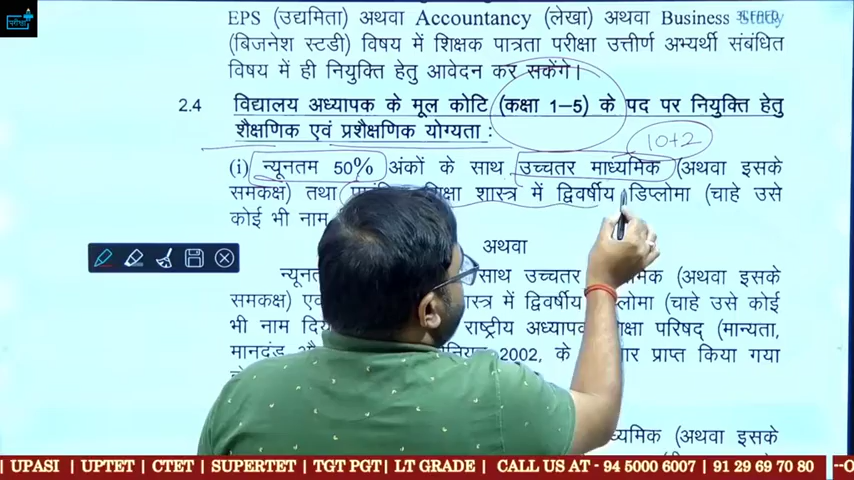 EPS (उद्यमिता) अथवा Accountancy (लेखा) अथवा Business
(बिजनेश स्टडी) विषय में शिक्षक पात्रता परीक्षा उत्तीर्ण अभ्यर्थी संबंधित
विषय में ही नियुक्ति हेतु आवेदन कर सकेंगे।
2.4 विद्यालय अध्यापक के मूल कोटि (कक्षा 1–5) के पद पर नियुक्ति हेतु
शैक्षणिक एवं प्रशैक्षणिक योग्यता :
10+2
(i) न्यूनतम 50% अंकों के साथ उच्चतर माध्यमिक (अथवा इसके
समकक्ष) तथा शिक्षा शास्त्र में द्विवर्षीय डिप्लोमा (चाहे उसे
कोई भी नाम
अथवा
साथ उच्चतर माध्यमिक (अथवा इसके
समकक्ष) में द्विवर्षीय (चाहे उसे कोई
भी नाम राष्ट्रीय परिषद् (मान्यता,
मानदंड 2002, के प्राप्त किया गया
(अथवा इसके
| UPASI | UPTET | CTET | SUPERTET | TGT PGT| LT GRADE | CALL US AT - 94 5000 6007 | 91 29 69 70 80 --O